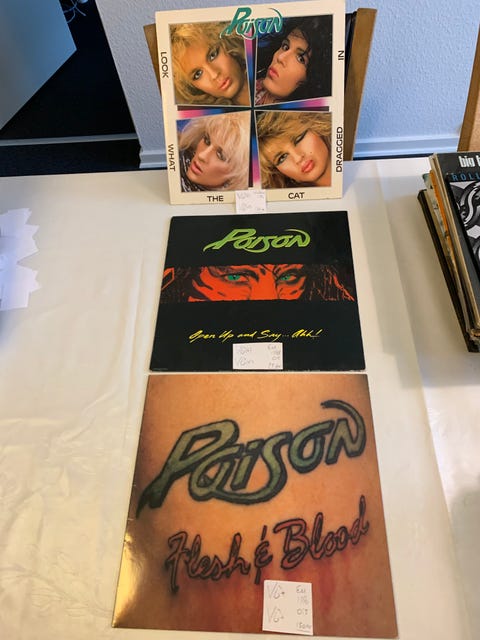 Poison
LOOK
WHAT
THE
CAT
DRAGGED
IN
big
ROLL
Poison
Open Up and Say... Ahh!
Poison
Flesh & Blood
VG+
VG+